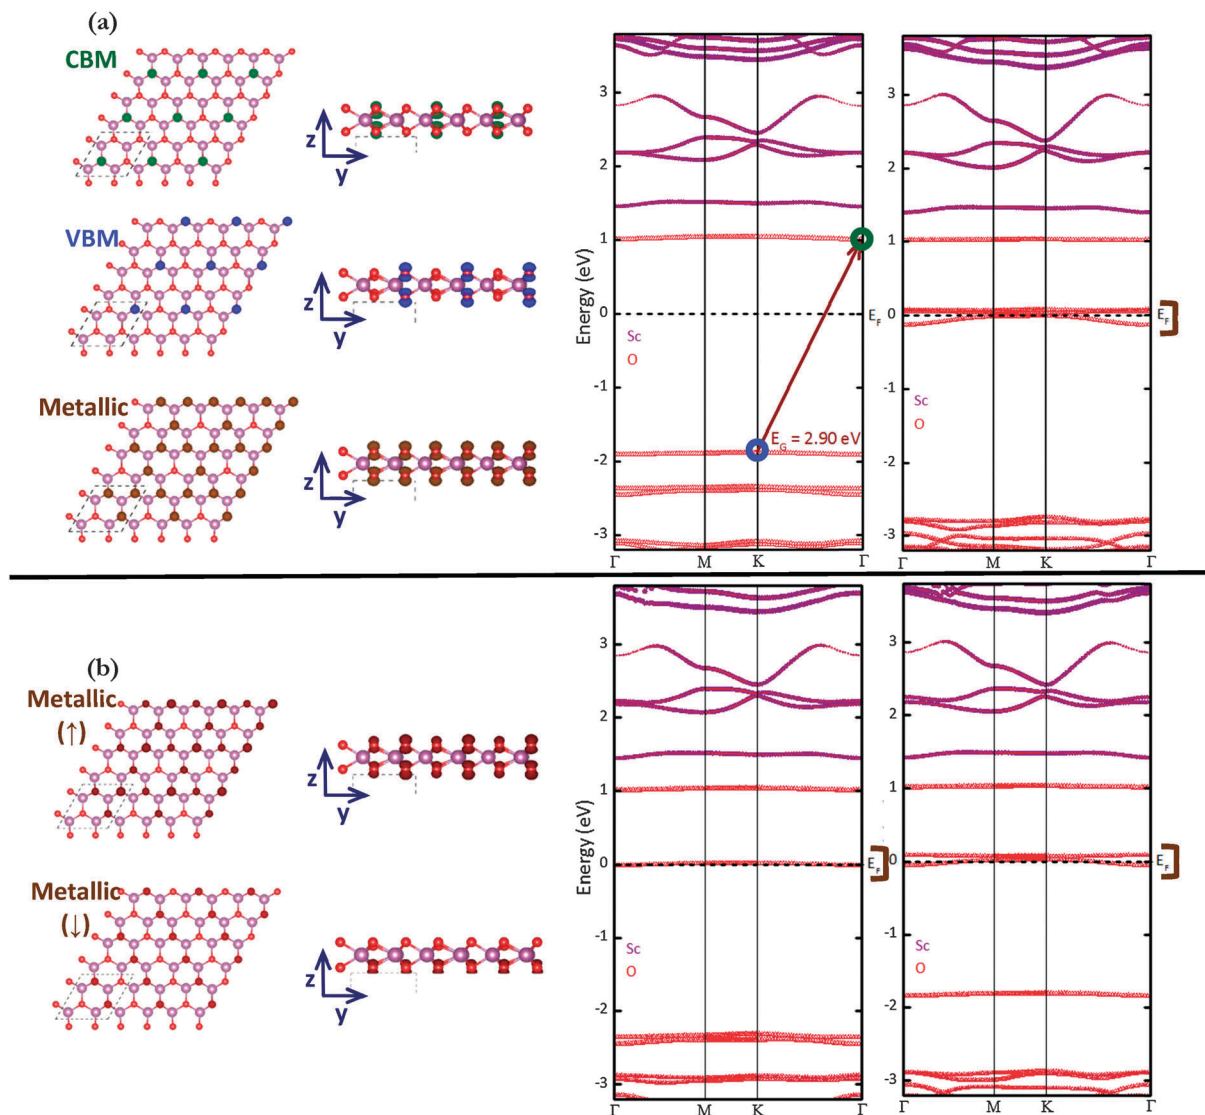 (a)
CBM
z
y
VBM
z
y
Metallic
z
y
Energy (eV)
3
2
1
0
-1
-2
-3
Sc
O
E_F
E_G = 2.90 eV
Γ M K Γ
3
2
1
0
-1
-2
-3
Sc
O
E_F
Γ M K Γ
(b)
Metallic
(↑)
z
y
Metallic
(↓)
z
y
Energy (eV)
3
2
1
0
-1
-2
-3
Sc
O
E_F
Γ M K Γ
3
2
1
0
-1
-2
-3
Sc
O
E_F
Γ M K Γ